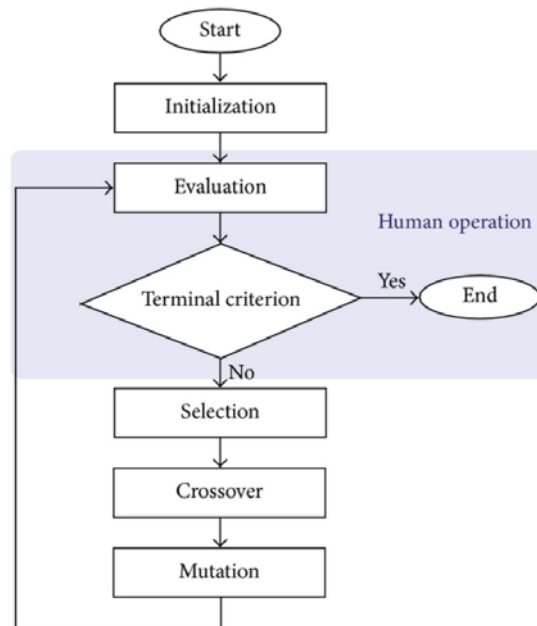 Start
Initialization
Evaluation
Human operation
Terminal criterion
Yes
End
No
Selection
Crossover
Mutation